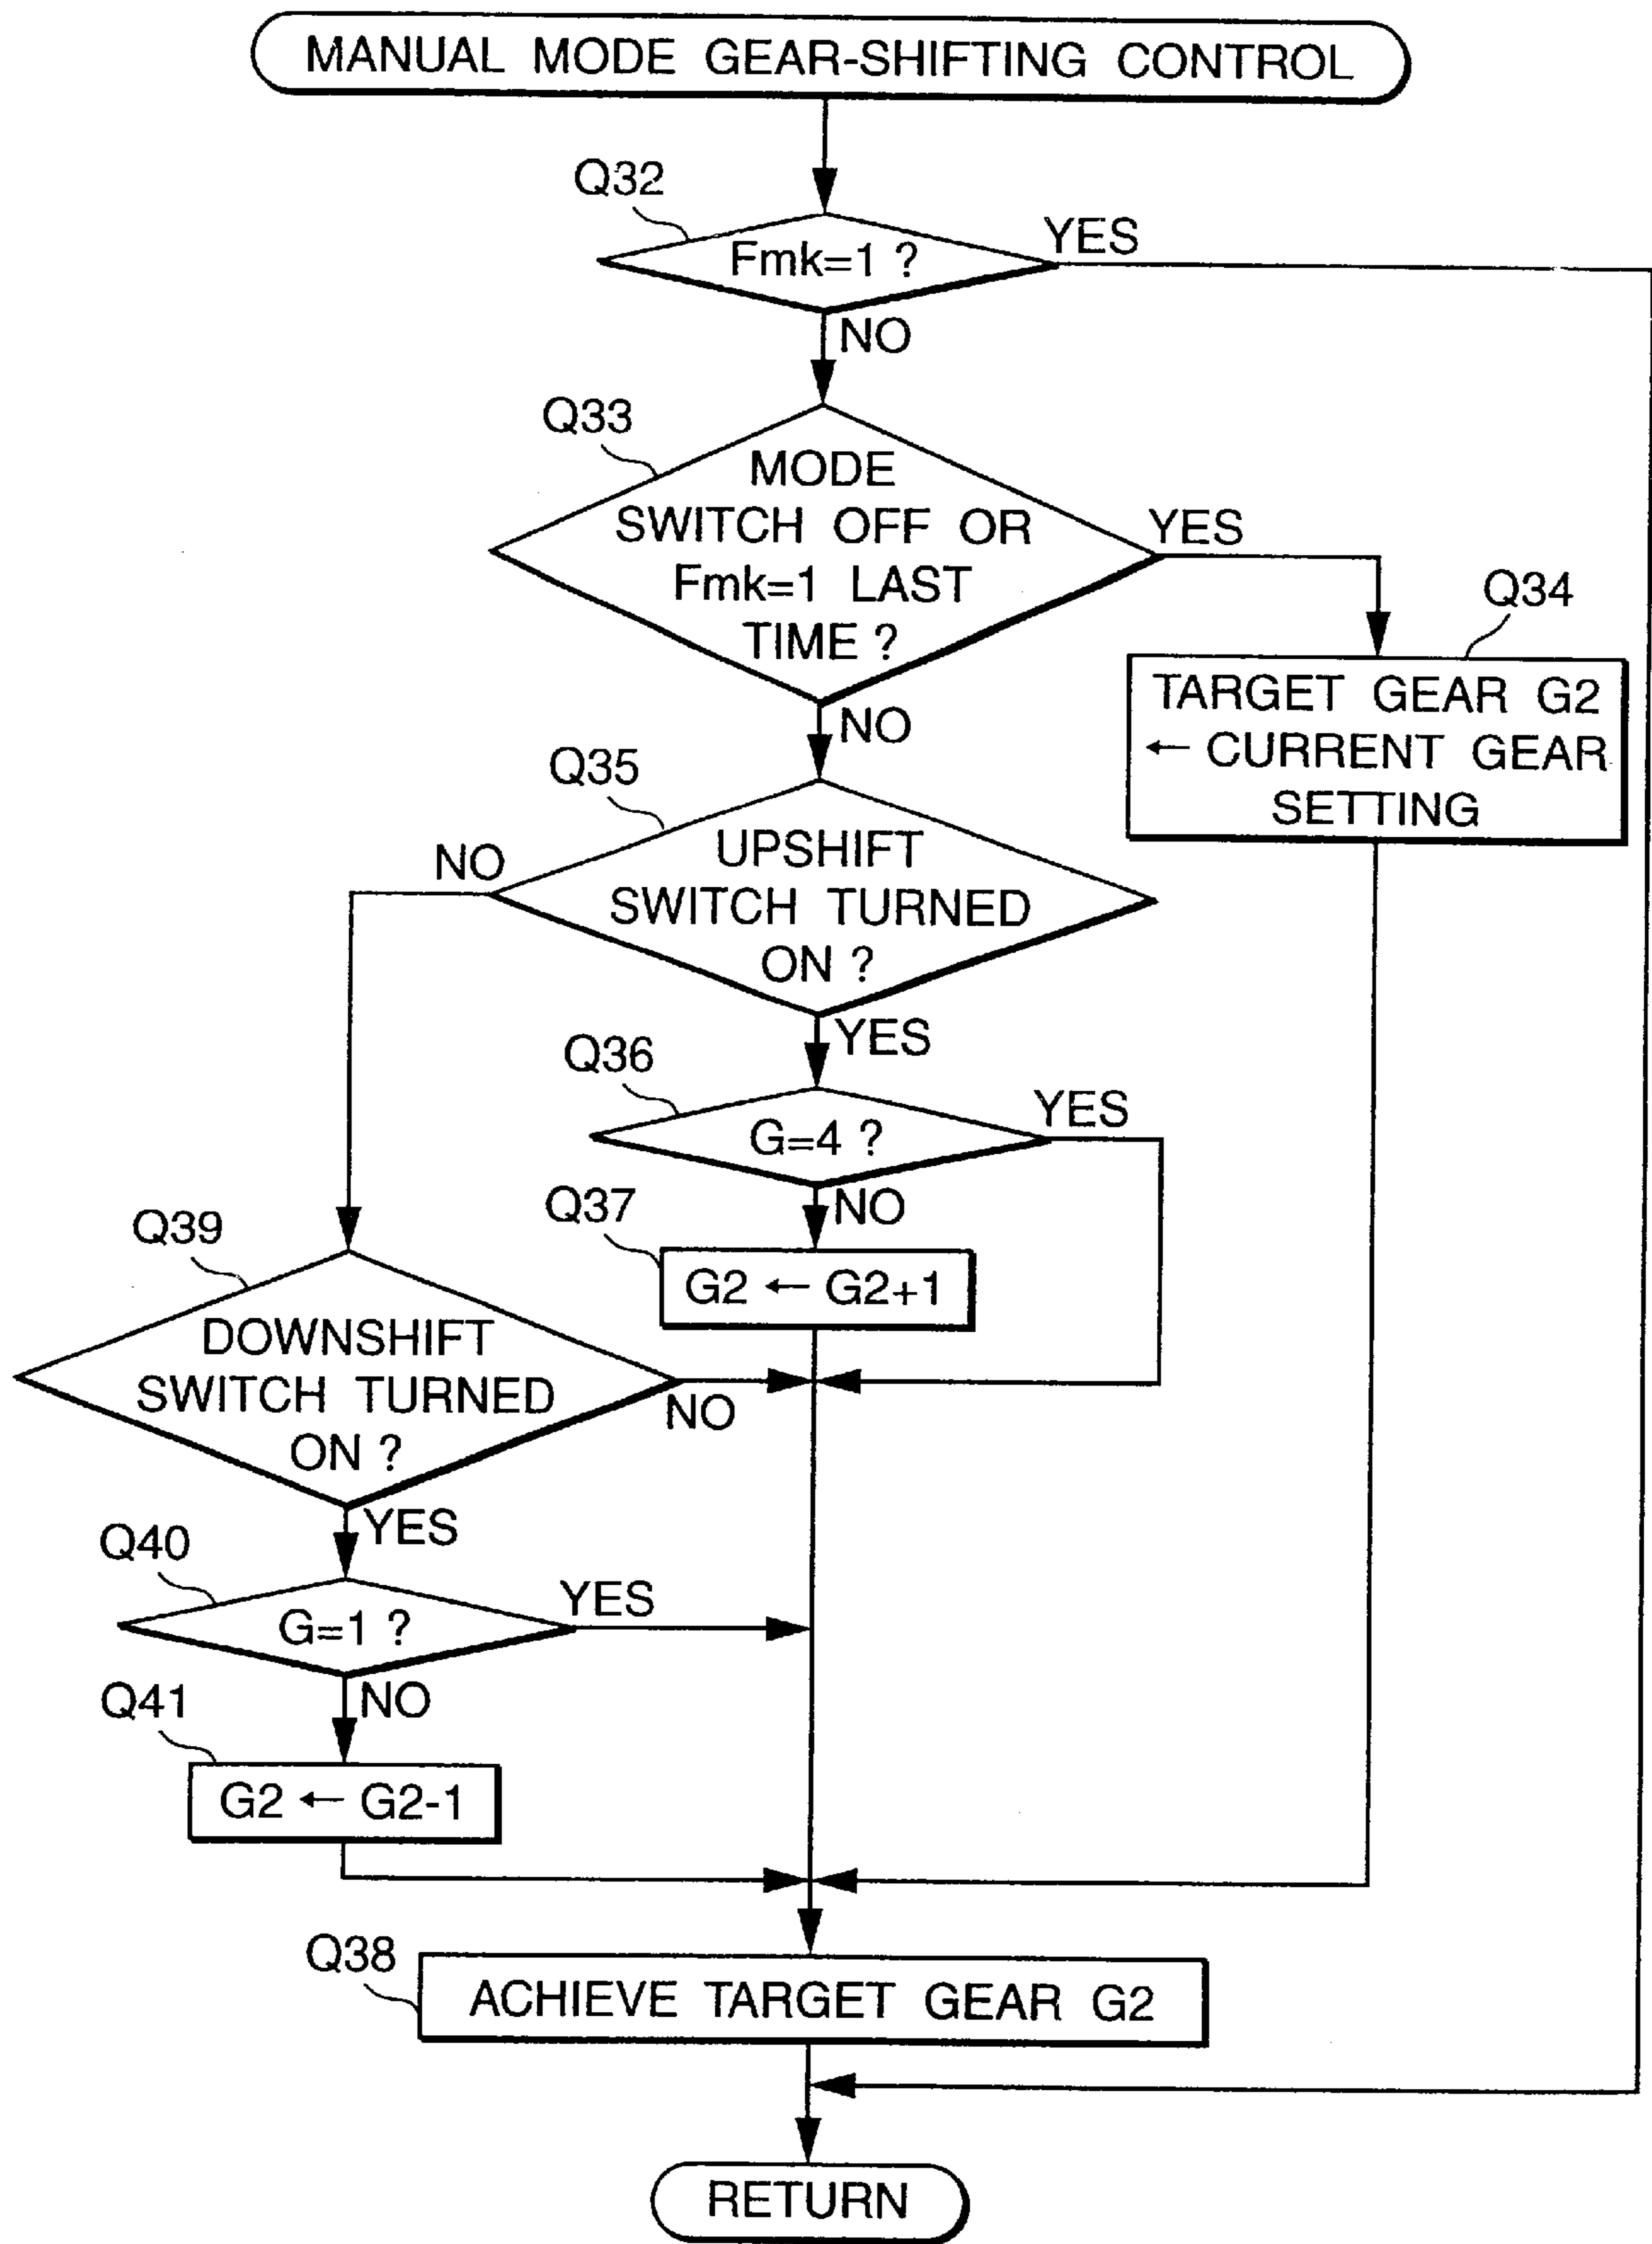 MANUAL MODE GEAR-SHIFTING CONTROL
Q32
Fmk=1 ?
YES
NO
Q33
MODE
SWITCH OFF OR
Fmk=1 LAST
TIME ?
YES
NO
Q34
TARGET GEAR G2
← CURRENT GEAR
SETTING
Q35
UPSHIFT
SWITCH TURNED
ON ?
NO
YES
Q36
G=4 ?
YES
NO
Q37
G2 ← G2+1
Q39
DOWNSHIFT
SWITCH TURNED
ON ?
NO
YES
Q40
G=1 ?
YES
NO
Q41
G2 ← G2-1
Q38
ACHIEVE TARGET GEAR G2
RETURN